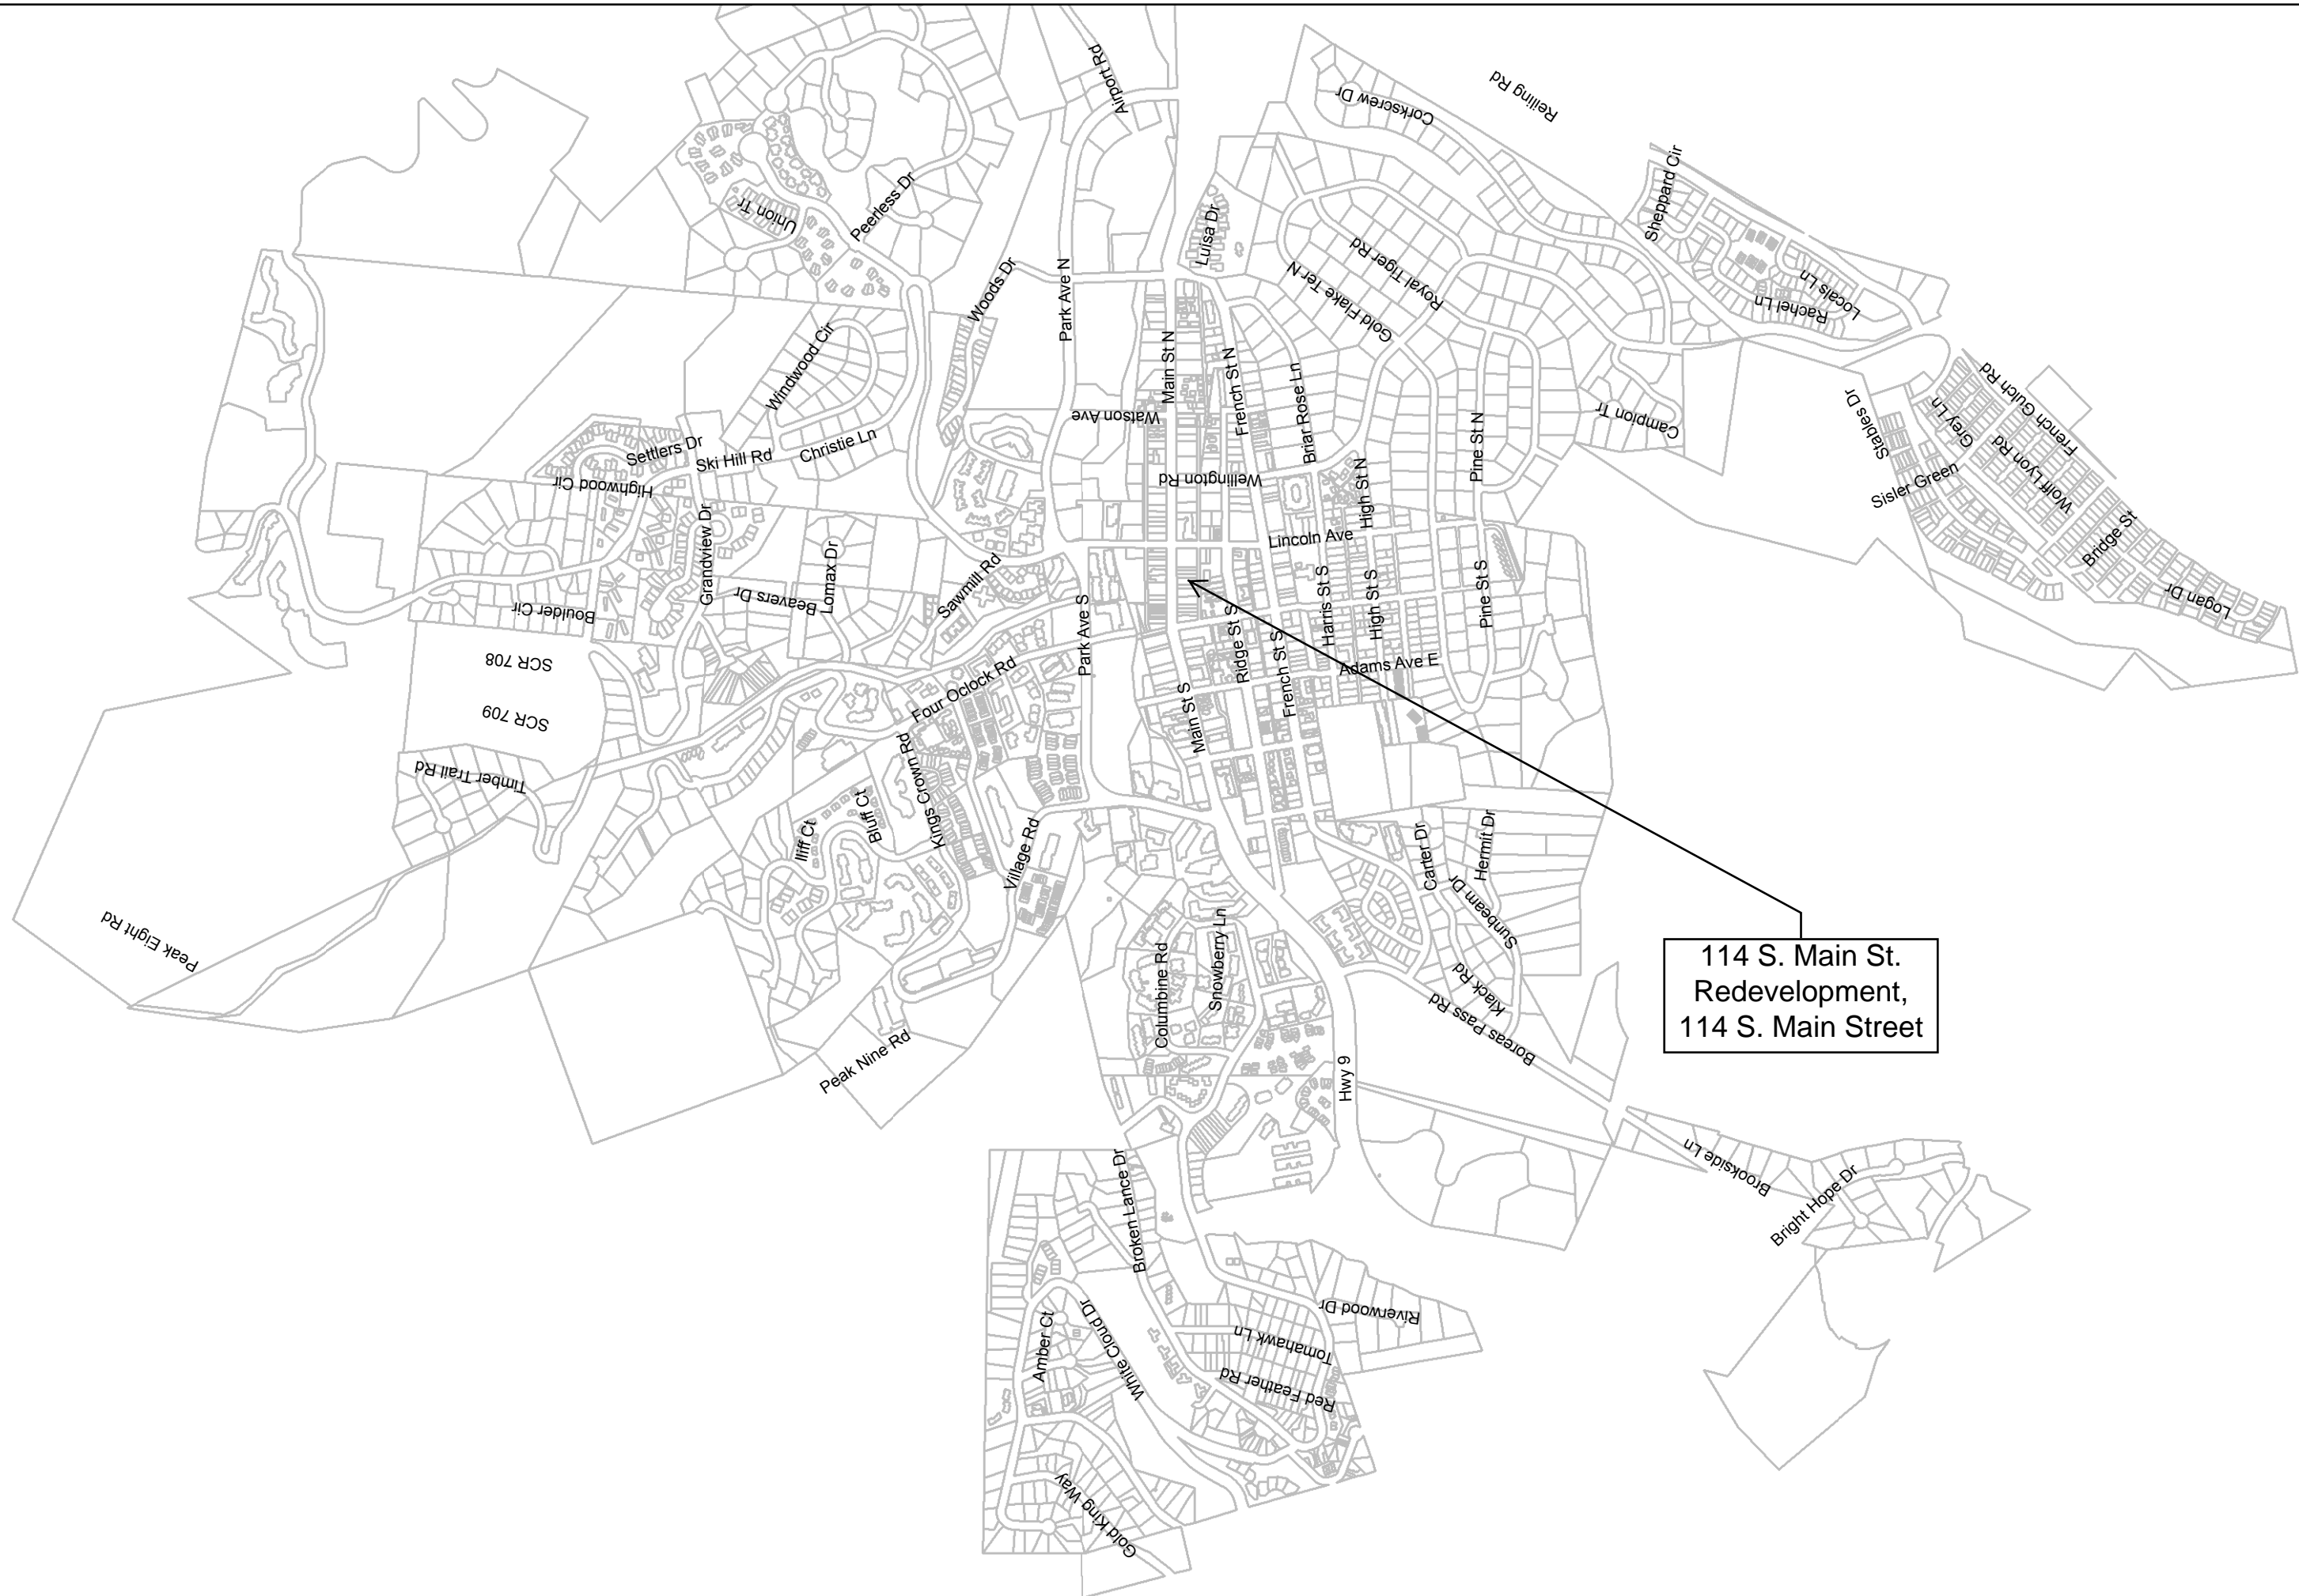 Airport Rd
Reiling Rd
Corkscrew Dr
Sheppard Cir
Peerless Dr
Union Tr
Luisa Dr
Royal Tiger Rd
Woods Dr
Park Ave N
Gold Flake Ter N
Locals Ln
Rachel Ln
Windwood Cir
Main St N
French St N
Briar Rose Ln
French Gulch Rd
Stables Dr
Grey Ln
Watson Ave
Campion Tr
Pine St N
Settlers Dr
Ski Hill Rd
Christie Ln
Wolff Lyon Rd
Highwood Cir
Wellington Rd
High St N
Sisler Green
Grandview Dr
Lincoln Ave
Bridge St
Lomax Dr
Sawmill Rd
Beavers Dr
Boulder Cir
Harris St S
High St S
Pine St S
Logan Dr
Park Ave S
Ridge St S
French St S
SCR 708
Adams Ave E
Four Oclock Rd
SCR 709
Main St S
Timber Trail Rd
Kings Crown Rd
Iliff Ct
Bluff Ct
Village Rd
Carter Dr
Hermit Dr
Sunbeam Dr
Peak Eight Rd
Columbine Rd
Snowberry Ln
Klack Rd
Boreas Pass Rd
114 S. Main St.
Redevelopment,
114 S. Main Street
Peak Nine Rd
Hwy 9
Brookside Ln
Bright Hope Dr
Broken Lance Dr
Riverwood Dr
Amber Ct
White Cloud Dr
Tomahawk Ln
Red Feather Rd
Gold King Way